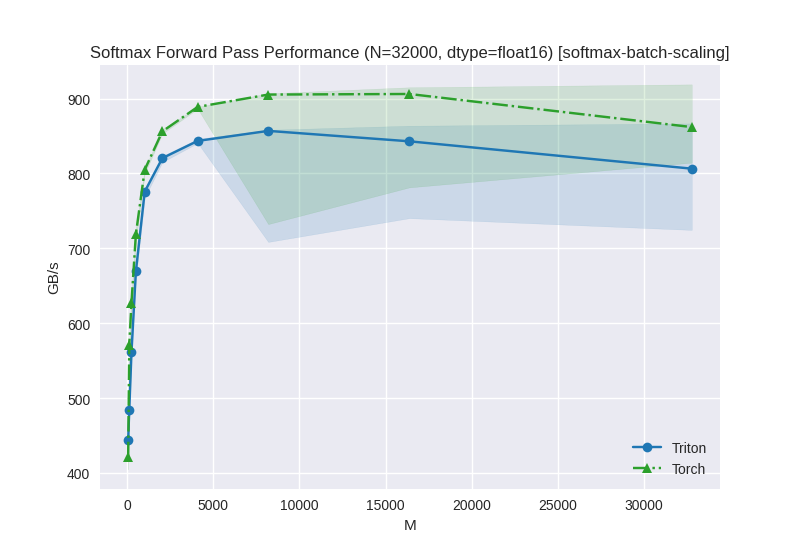 Softmax Forward Pass Performance (N=32000, dtype=float16) [softmax-batch-scaling]
900
800
700
600
500
400
GB/s
0
5000
10000
15000
20000
25000
30000
M
Triton
Torch